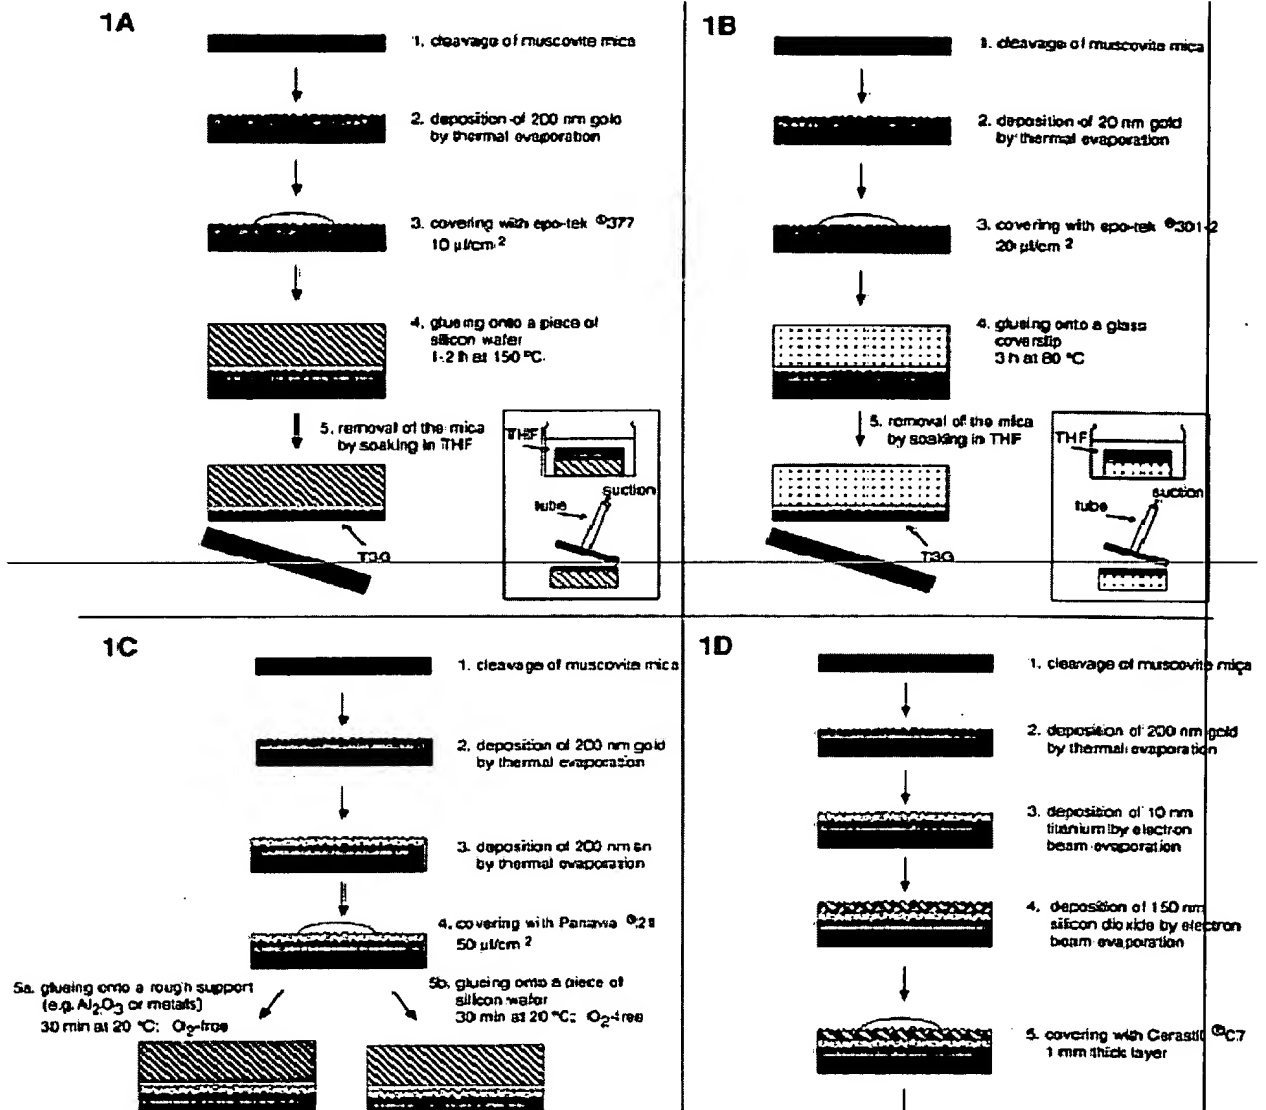 1A
1. cleavage of muscovite mica
2. deposition of 200 nm gold
by thermal evaporation
3. covering with epo-tek ®377
10 µl/cm 2
4. glueing onto a piece of
silicon wafer
1-2 h at 150 °C
5. removal of the mica
by soaking in THF
THF
suction
tube
1B
1. cleavage of muscovite mica
2. deposition of 20 nm gold
by thermal evaporation
3. covering with epo-tek ®301-2
20 µl/cm 2
4. glueing onto a glass
coverslip
3 h at 80 °C
5. removal of the mica
by soaking in THF
THF
suction
tube
1C
1. cleavage of muscovite mica
2. deposition of 200 nm gold
by thermal evaporation
3. deposition of 200 nm
by thermal evaporation
4. covering with
50 µl/cm 2
5a. glueing onto a rough support
(e.g. Al2O3 or metals)
30 min at 20 °C; O2-free
5b. glueing onto a piece of
silicon wafer
30 min at 20 °C; O2-free
1D
1. cleavage of muscovite mica
2. deposition of 200 nm gold
by thermal evaporation
3. deposition of 10 nm
titanium by electron
beam evaporation
4. deposition of 150 nm
silicon dioxide by electron
beam evaporation
5. covering with Cerastil ®C7
1 mm thick layer